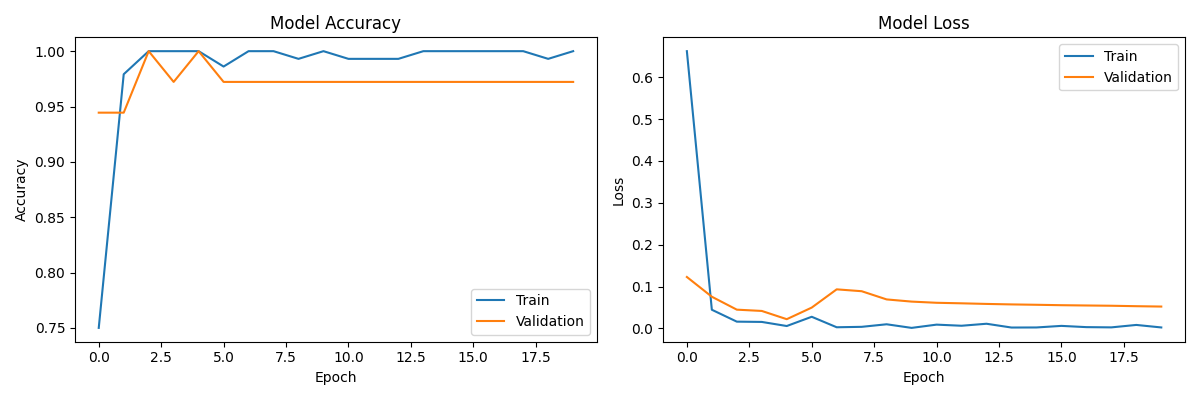 Model Accuracy
1.00
0.95
0.90
0.85
0.80
0.75
Accuracy
Train
Validation
0.0 2.5 5.0 7.5 10.0 12.5 15.0 17.5
Epoch
Model Loss
0.6
0.5
0.4
0.3
0.2
0.1
0.0
Loss
Train
Validation
0.0 2.5 5.0 7.5 10.0 12.5 15.0 17.5
Epoch